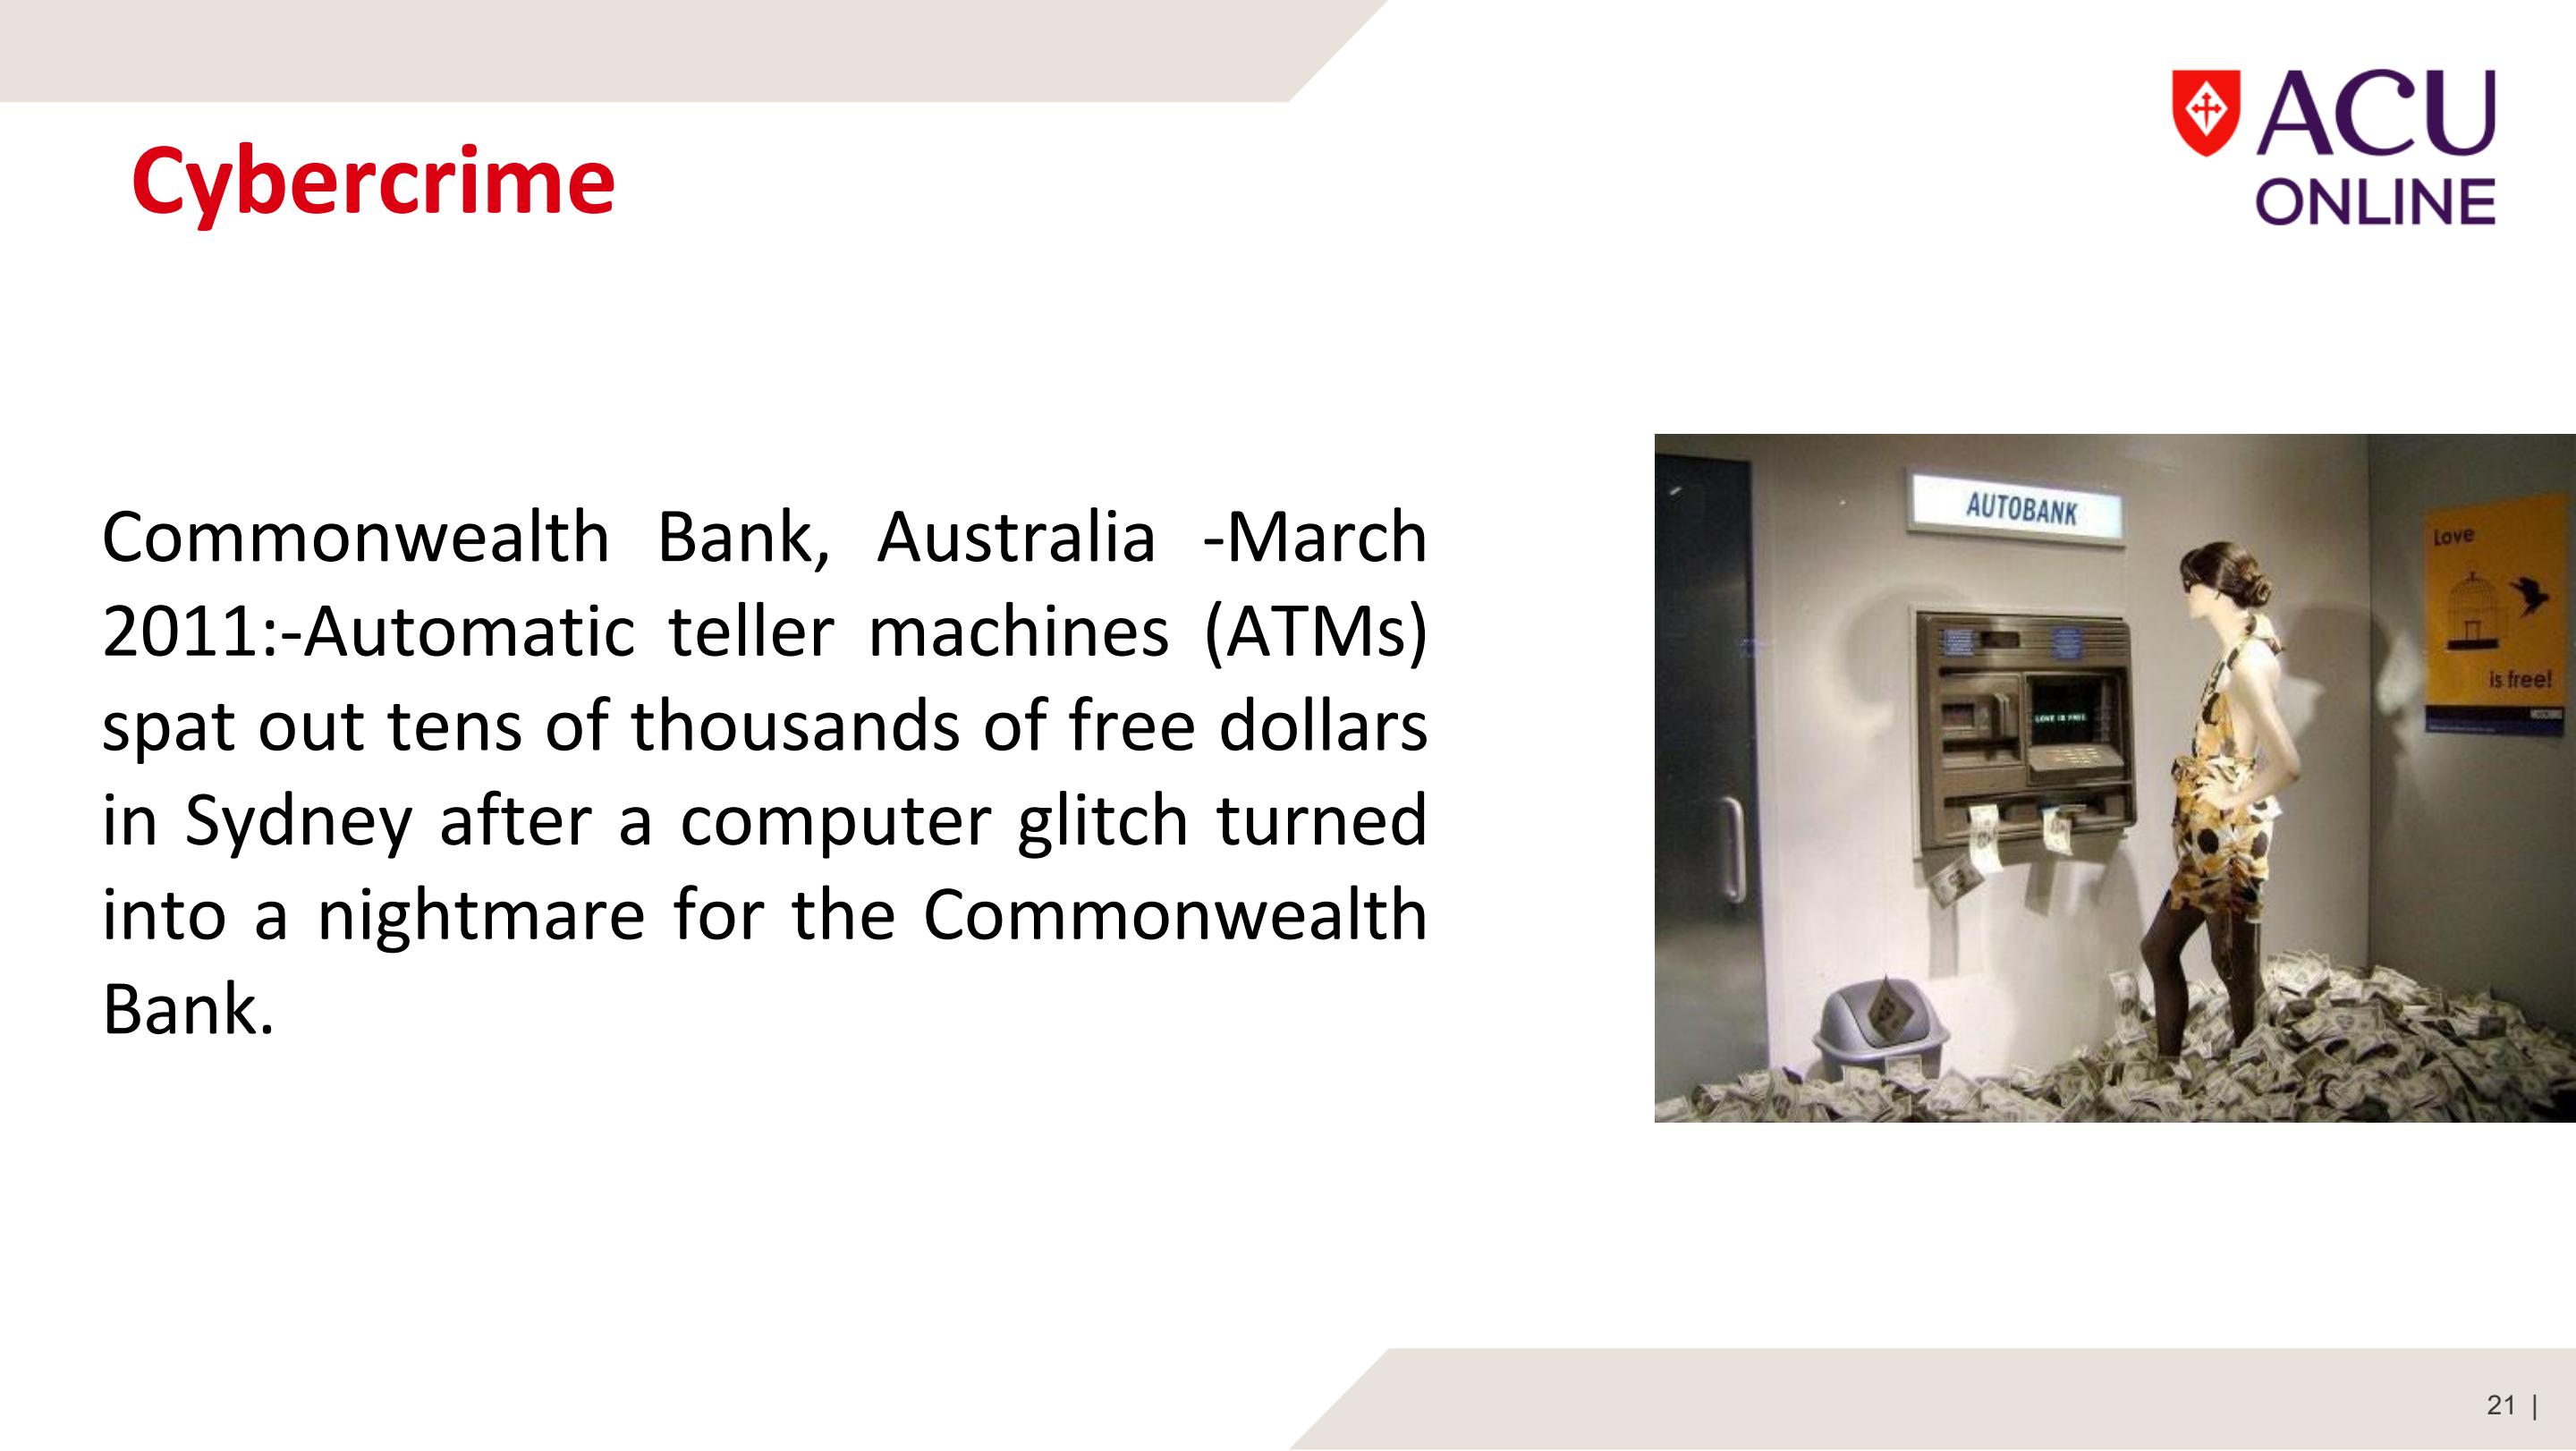 ACU
ONLINE
Cybercrime
Commonwealth Bank, Australia -March
2011:-Automatic teller machines (ATMs)
spat out tens of thousands of free dollars
in Sydney after a computer glitch turned
into a nightmare for the Commonwealth
Bank.
AUTOBANK
Love
is free!
LOVE IS FREE
21 |